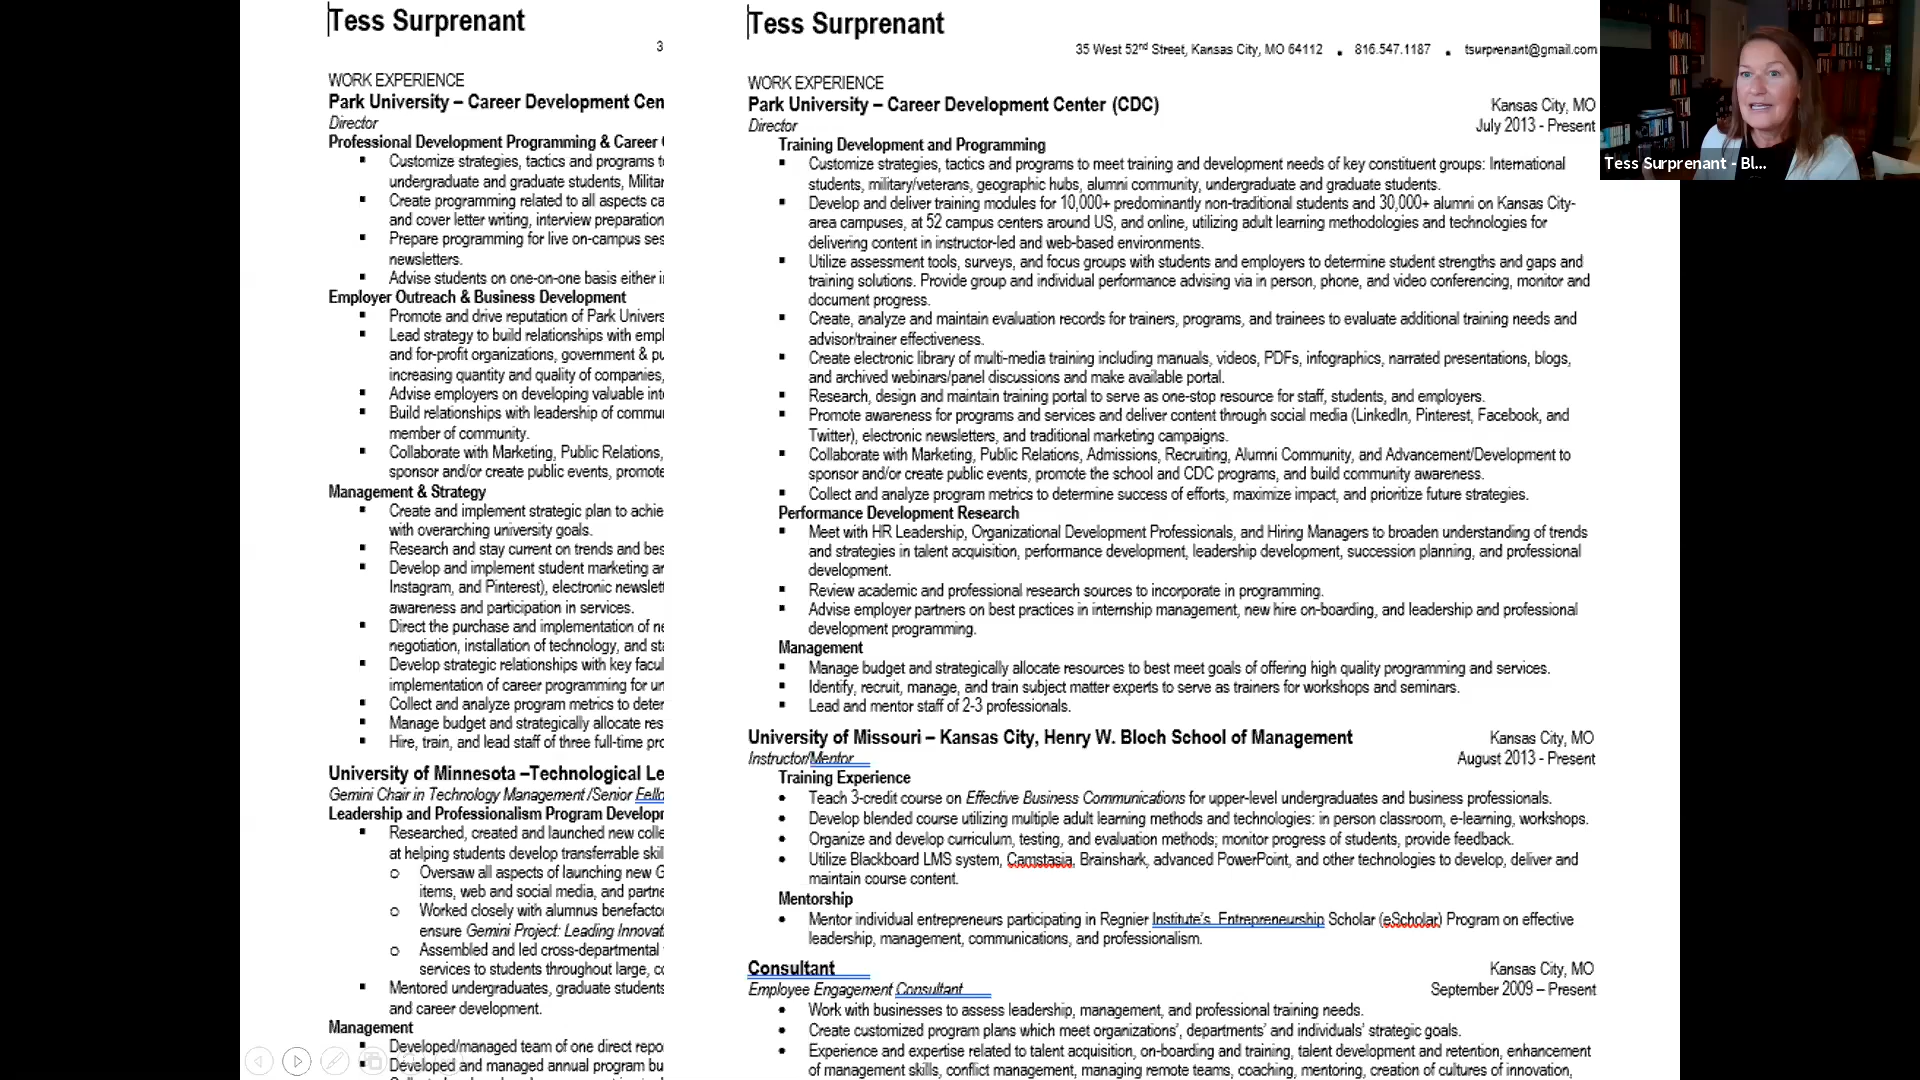 Tess Surprenant
3
WORK EXPERIENCE
Park University – Career Development Cen
Director
Professional Development Programming & Career
Customize strategies, tactics and programs t
undergraduate and graduate students, Militar
Create programming related to all aspects ca
and cover letter writing, interview preparation
Prepare programming for live on-campus ses
newsletters.
Advise students on one-on-one basis either i
Employer Outreach & Business Development
Promote and drive reputation of Park Univers
Lead strategy to build relationships with empl
and for-profit organizations, government & pu
increasing quantity and quality of companies,
Advise employers on developing valuable int
Build relationships with leadership of commu
member of community.
Collaborate with Marketing, Public Relations,
sponsor and/or create public events, promote
Management & Strategy
Create and implement strategic plan to achie
with overarching university goals.
Research and stay current on trends and bes
Develop and implement student marketing ar
Instagram, and Pinterest), electronic newslett
awareness and participation in services.
Direct the purchase and implementation of ne
negotiation, installation of technology, and sta
Develop strategic relationships with key facul
implementation of career programming for un
Collect and analyze program metrics to deter
Manage budget and strategically allocate res
Hire, train, and lead staff of three full-time pro
University of Minnesota –Technological Le
Gemini Chair in Technology Management /Senior Fello
Leadership and Professionalism Program Developr
Researched, created and launched new colle
at helping students develop transferrable skil
o Oversaw all aspects of launching new G
items, web and social media, and partne
o Worked closely with alumnus benefacto
ensure Gemini Project: Leading Innovat
o Assembled and led cross-departmental
services to students throughout large, co
Mentored undergraduates, graduate students
and career development.
Management
Developed/managed team of one direct repo
Developed and managed annual program bu
Tess Surprenant
35 West 52nd Street, Kansas City, MO 64112 ▪ 816.547.1187 ▪ tsurprenant@gmail.com
WORK EXPERIENCE
Park University – Career Development Center (CDC) Kansas City, MO
Director July 2013 - Present
Training Development and Programming
Customize strategies, tactics and programs to meet training and development needs of key constituent groups: International
students, military/veterans, geographic hubs, alumni community, undergraduate and graduate students.
Develop and deliver training modules for 10,000+ predominantly non-traditional students and 30,000+ alumni on Kansas City-
area campuses, at 52 campus centers around US, and online, utilizing adult learning methodologies and technologies for
delivering content in instructor-led and web-based environments.
Utilize assessment tools, surveys, and focus groups with students and employers to determine student strengths and gaps and
training solutions. Provide group and individual performance advising via in person, phone, and video conferencing, monitor and
document progress.
Create, analyze and maintain evaluation records for trainers, programs, and trainees to evaluate additional training needs and
advisor/trainer effectiveness.
Create electronic library of multi-media training including manuals, videos, PDFs, infographics, narrated presentations, blogs,
and archived webinars/panel discussions and make available portal.
Research, design and maintain training portal to serve as one-stop resource for staff, students, and employers.
Promote awareness for programs and services and deliver content through social media (LinkedIn, Pinterest, Facebook, and
Twitter), electronic newsletters, and traditional marketing campaigns.
Collaborate with Marketing, Public Relations, Admissions, Recruiting, Alumni Community, and Advancement/Development to
sponsor and/or create public events, promote the school and CDC programs, and build community awareness.
Collect and analyze program metrics to determine success of efforts, maximize impact, and prioritize future strategies.
Performance Development Research
Meet with HR Leadership, Organizational Development Professionals, and Hiring Managers to broaden understanding of trends
and strategies in talent acquisition, performance development, leadership development, succession planning, and professional
development.
Review academic and professional research sources to incorporate in programming.
Advise employer partners on best practices in internship management, new hire on-boarding, and leadership and professional
development programming.
Management
Manage budget and strategically allocate resources to best meet goals of offering high quality programming and services.
Identify, recruit, manage, and train subject matter experts to serve as trainers for workshops and seminars.
Lead and mentor staff of 2-3 professionals.
University of Missouri – Kansas City, Henry W. Bloch School of Management Kansas City, MO
Instructor/Mentor August 2013 - Present
Training Experience
Teach 3-credit course on Effective Business Communications for upper-level undergraduates and business professionals.
Develop blended course utilizing multiple adult learning methods and technologies: in person classroom, e-learning, workshops.
Organize and develop curriculum, testing, and evaluation methods; monitor progress of students, provide feedback.
Utilize Blackboard LMS system, Camstasia, Brainshark, advanced PowerPoint, and other technologies to develop, deliver and
maintain course content.
Mentorship
Mentor individual entrepreneurs participating in Regnier Institute's Entrepreneurship Scholar (eScholar) Program on effective
leadership, management, communications, and professionalism.
Consultant Kansas City, MO
Employee Engagement Consultant September 2009 – Present
Work with businesses to assess leadership, management, and professional training needs.
Create customized program plans which meet organizations', departments' and individuals' strategic goals.
Experience and expertise related to talent acquisition, on-boarding and training, talent development and retention, enhancement
of management skills, conflict management, managing remote teams, coaching, mentoring, creation of cultures of innovation,
Tess Surprenant - Bl...